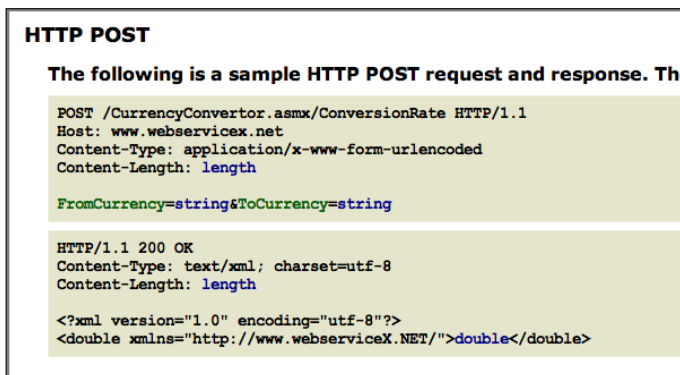 HTTP POST
The following is a sample HTTP POST request and response. The
POST /CurrencyConvertor.asmx/ConversionRate HTTP/1.1
Host: www.webservicex.net
Content-Type: application/x-www-form-urlencoded
Content-Length: length
FromCurrency=string&ToCurrency=string
HTTP/1.1 200 OK
Content-Type: text/xml; charset=utf-8
Content-Length: length
<?xml version="1.0" encoding="utf-8"?>
<double xmlns="http://www.webserviceX.NET/">double</double>